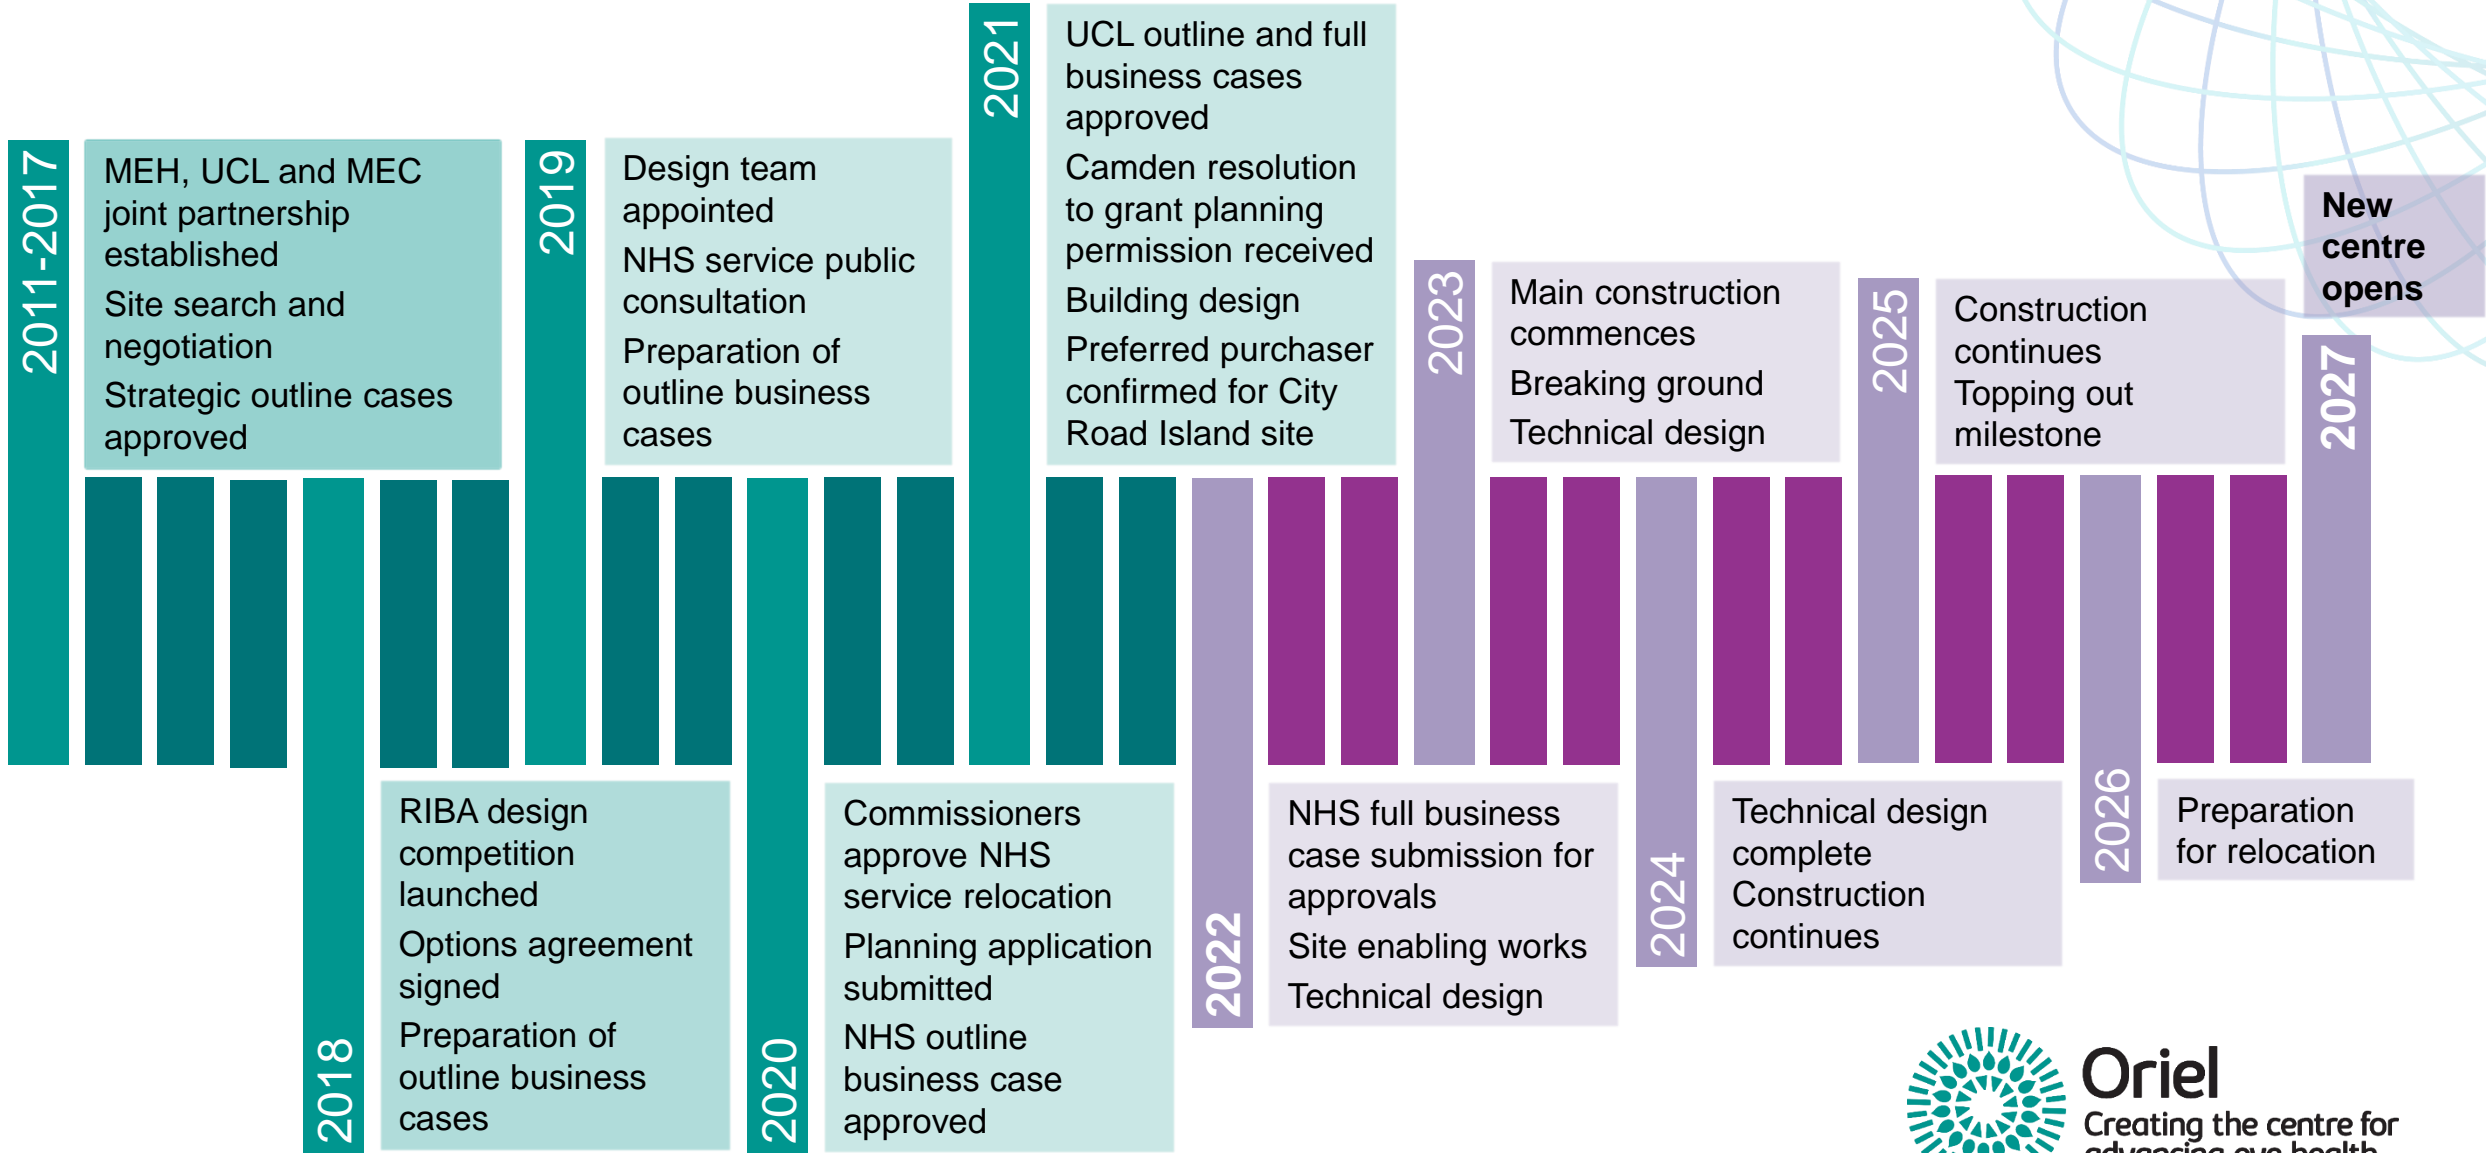 2011-2017
MEH, UCL and MEC
joint partnership
established
Site search and
negotiation
Strategic outline cases
approved
2018
RIBA design
competition
launched
Options agreement
signed
Preparation of
outline business
cases
2019
Design team
appointed
NHS service public
consultation
Preparation of
outline business
cases
2020
Commissioners
approve NHS
service relocation
Planning application
submitted
NHS outline
business case
approved
2021
UCL outline and full
business cases
approved
Camden resolution
to grant planning
permission received
Building design
Preferred purchaser
confirmed for City
Road Island site
2022
NHS full business
case submission for
approvals
Site enabling works
Technical design
2023
Main construction
commences
Breaking ground
Technical design
2024
Technical design
complete
Construction
continues
2025
Construction
continues
Topping out
milestone
2026
Preparation
for relocation
2027
New
centre
opens
Oriel
Creating the centre for
advancing eye health